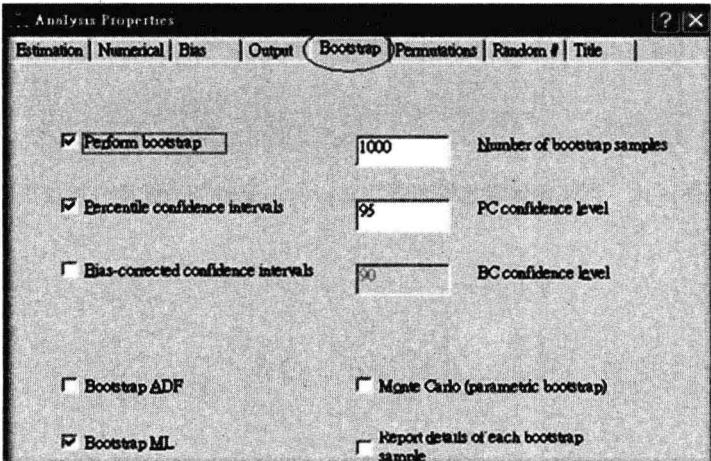 Analysis Properties
Estimation Numerical Bias Output Bootstrap Permutations Random # Title
Perform bootstrap 1000 Number of bootstrap samples
Percentile confidence intervals 95 PC confidence level
Bias-corrected confidence intervals 90 BC confidence level
Bootstrap ADF Monte Carlo (parametric bootstrap)
Bootstrap ML Report details of each bootstrap
sample